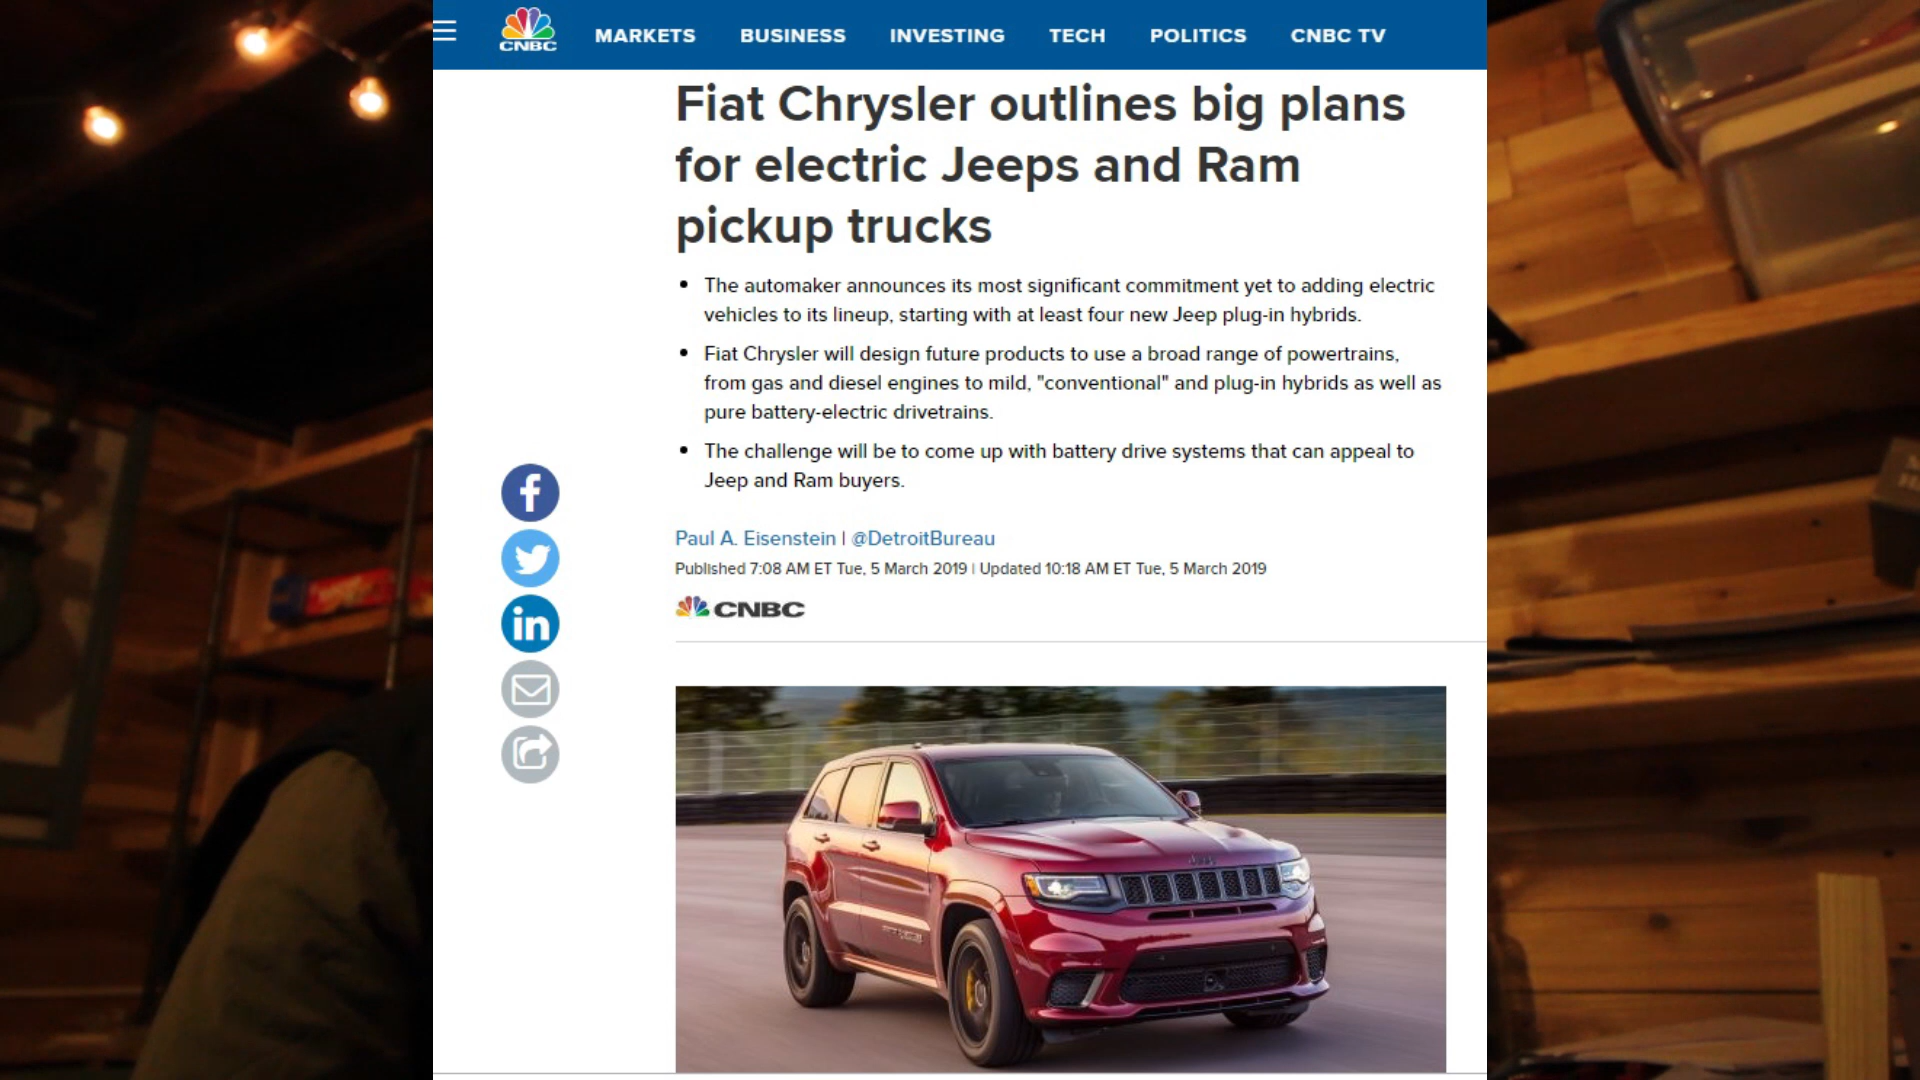 CNBC
MARKETS
BUSINESS
INVESTING
TECH
POLITICS
CNBC TV
Fiat Chrysler outlines big plans
for electric Jeeps and Ram
pickup trucks
• The automaker announces its most significant commitment yet to adding electric
vehicles to its lineup, starting with at least four new Jeep plug-in hybrids.
• Fiat Chrysler will design future products to use a broad range of powertrains,
from gas and diesel engines to mild, "conventional" and plug-in hybrids as well as
pure battery-electric drivetrains.
• The challenge will be to come up with battery drive systems that can appeal to
Jeep and Ram buyers.
Paul A. Eisenstein | @DetroitBureau
Published 7:08 AM ET Tue, 5 March 2019 | Updated 10:18 AM ET Tue, 5 March 2019
CNBC
f
in
Jeep